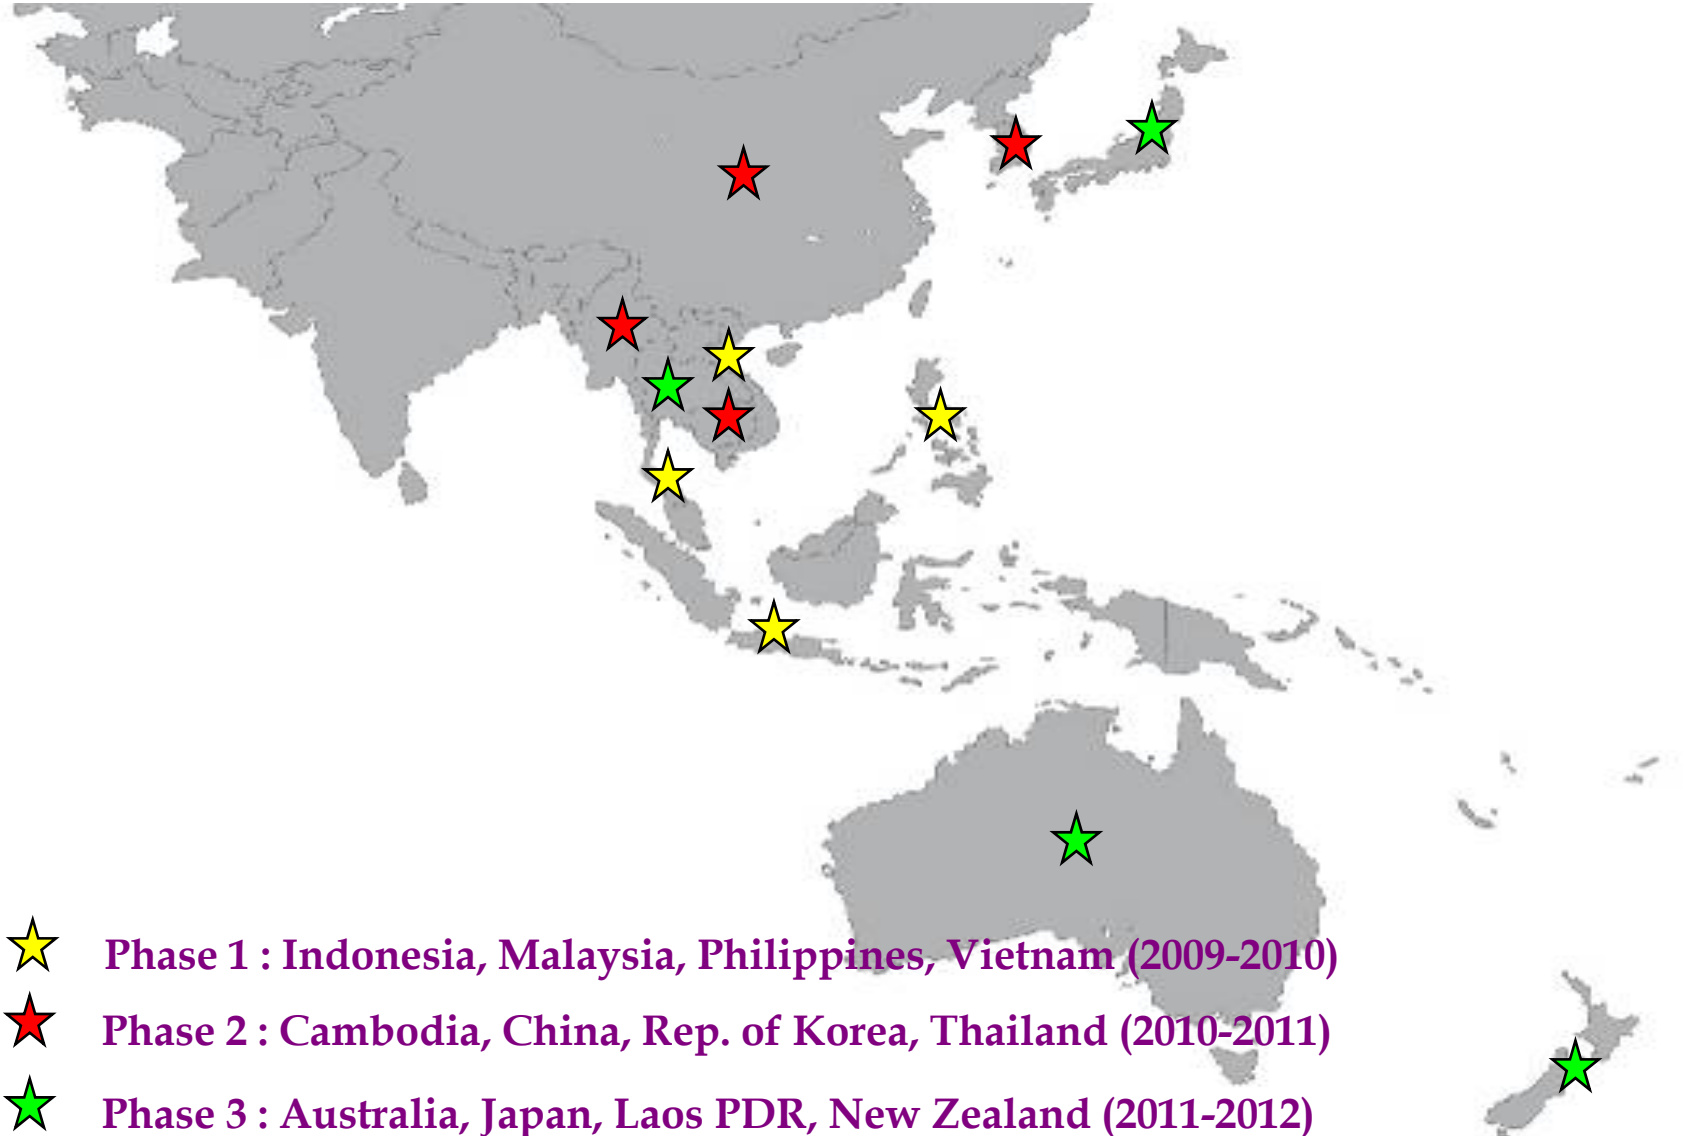 Phase 1 : Indonesia, Malaysia, Philippines, Vietnam (2009-2010)
Phase 2 : Cambodia, China, Rep. of Korea, Thailand (2010-2011)
Phase 3 : Australia, Japan, Laos PDR, New Zealand (2011-2012)